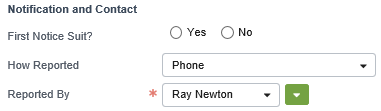 Notification and Contact
First Notice Suit? Yes No
How Reported Phone
Reported By * Ray Newton